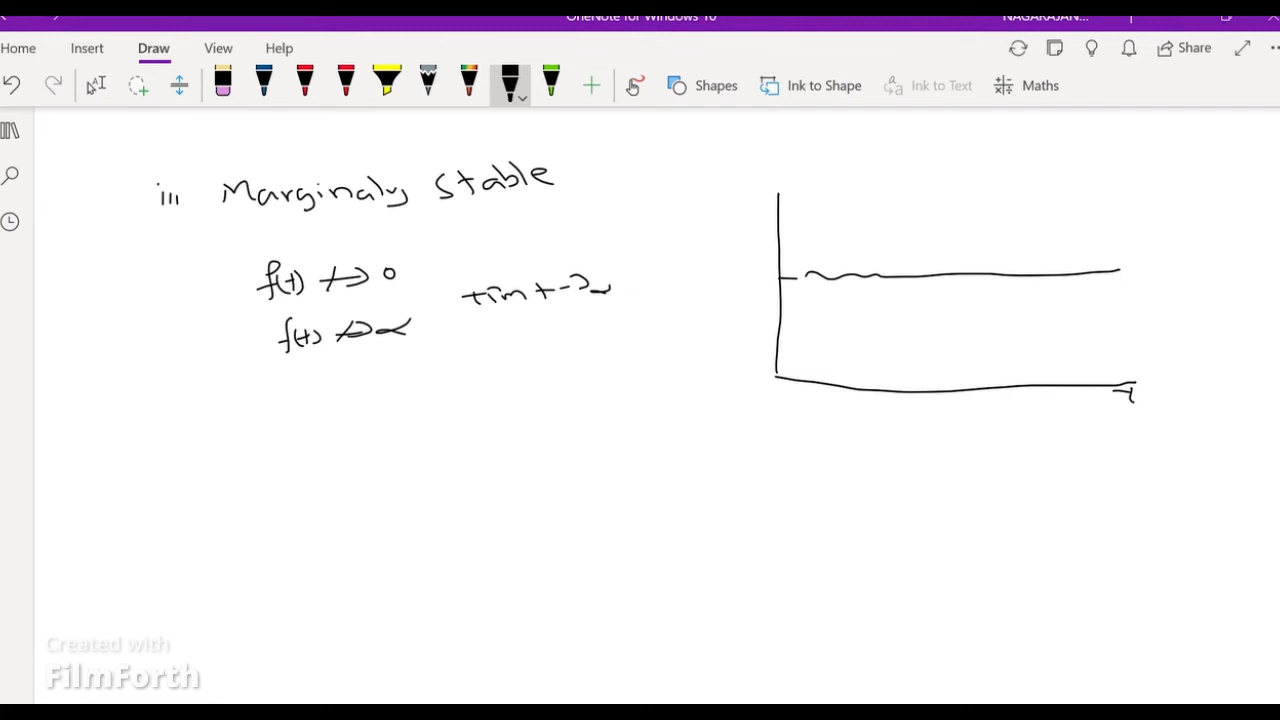 OneNote for Windows 10 NAGARAJAN...
Home Insert Draw View Help Share
Shapes Ink to Shape Ink to Text Maths
iii Marginaly Stable
f(t) ↛ 0
f(t) ↛ ∝
t
Created with
FilmForth